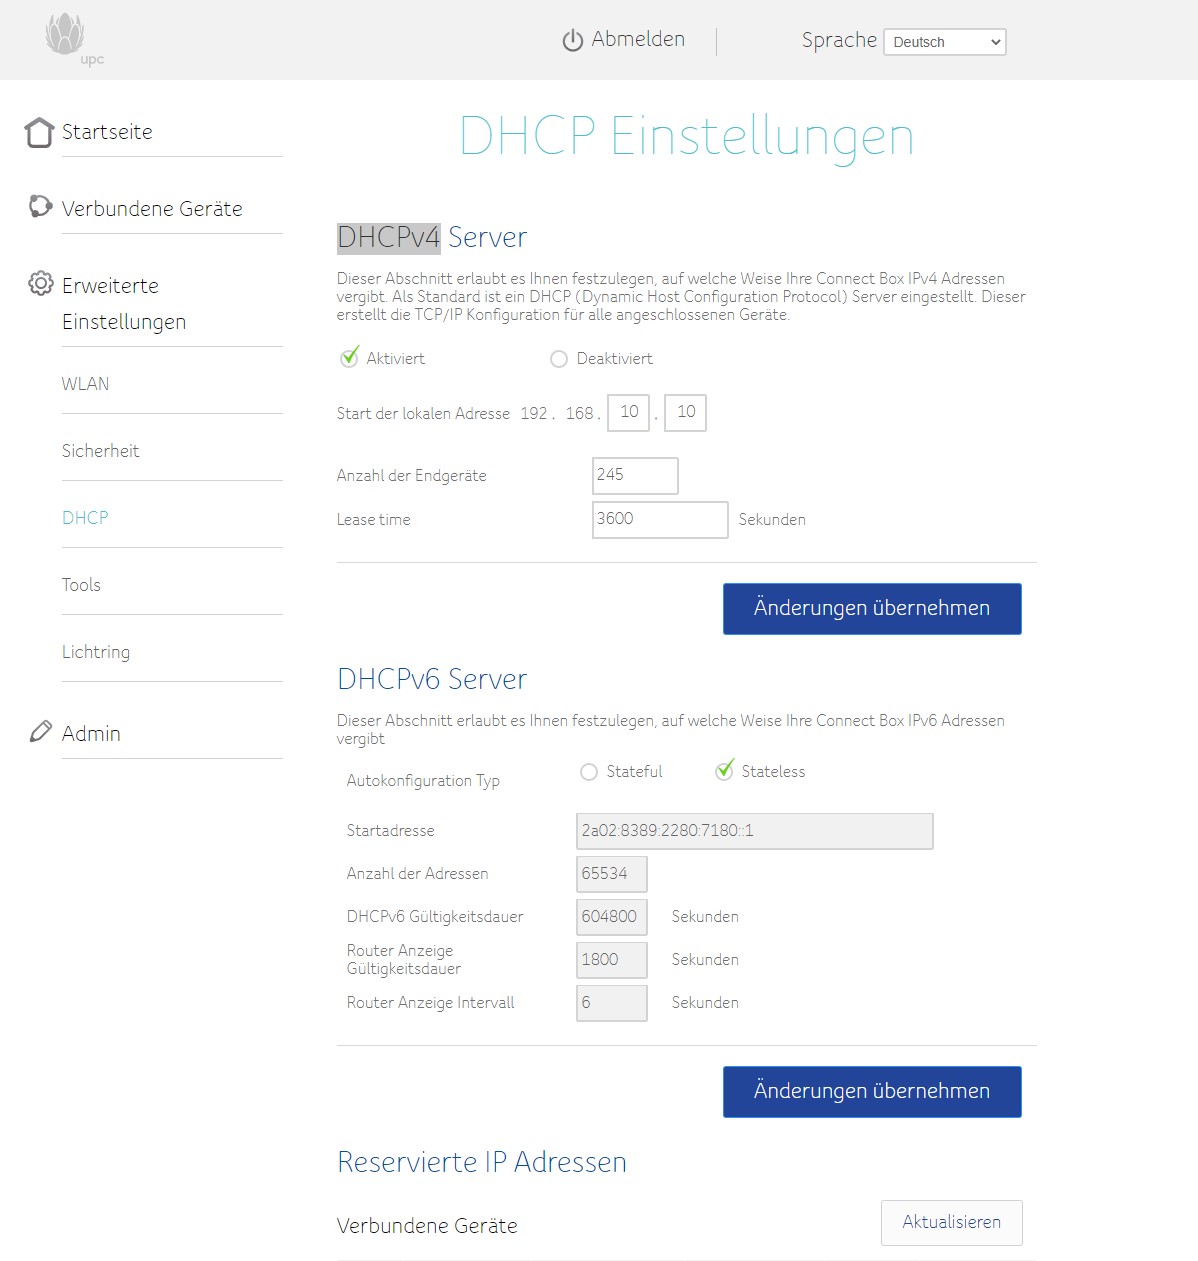 upc
Abmelden
Sprache Deutsch
Startseite
Verbundene Geräte
Erweiterte
Einstellungen
WLAN
Sicherheit
DHCP
Tools
Lichtring
Admin
DHCP Einstellungen
DHCPv4 Server
Dieser Abschnitt erlaubt es Ihnen festzulegen, auf welche Weise Ihre Connect Box IPv4 Adressen
vergibt. Als Standard ist ein DHCP (Dynamic Host Configuration Protocol) Server eingestellt. Dieser
erstellt die TCP/IP Konfiguration für alle angeschlossenen Geräte.
Aktiviert Deaktiviert
Start der lokalen Adresse 192 . 168 . 10 . 10
Anzahl der Endgeräte 245
Lease time 3600 Sekunden
Änderungen übernehmen
DHCPv6 Server
Dieser Abschnitt erlaubt es Ihnen festzulegen, auf welche Weise Ihre Connect Box IPv6 Adressen
vergibt
Autokonfiguration Typ Stateful Stateless
Startadresse 2a02:8389:2280:7180::1
Anzahl der Adressen 65534
DHCPv6 Gültigkeitsdauer 604800 Sekunden
Router Anzeige
Gültigkeitsdauer 1800 Sekunden
Router Anzeige Intervall 6 Sekunden
Änderungen übernehmen
Reservierte IP Adressen
Verbundene Geräte Aktualisieren